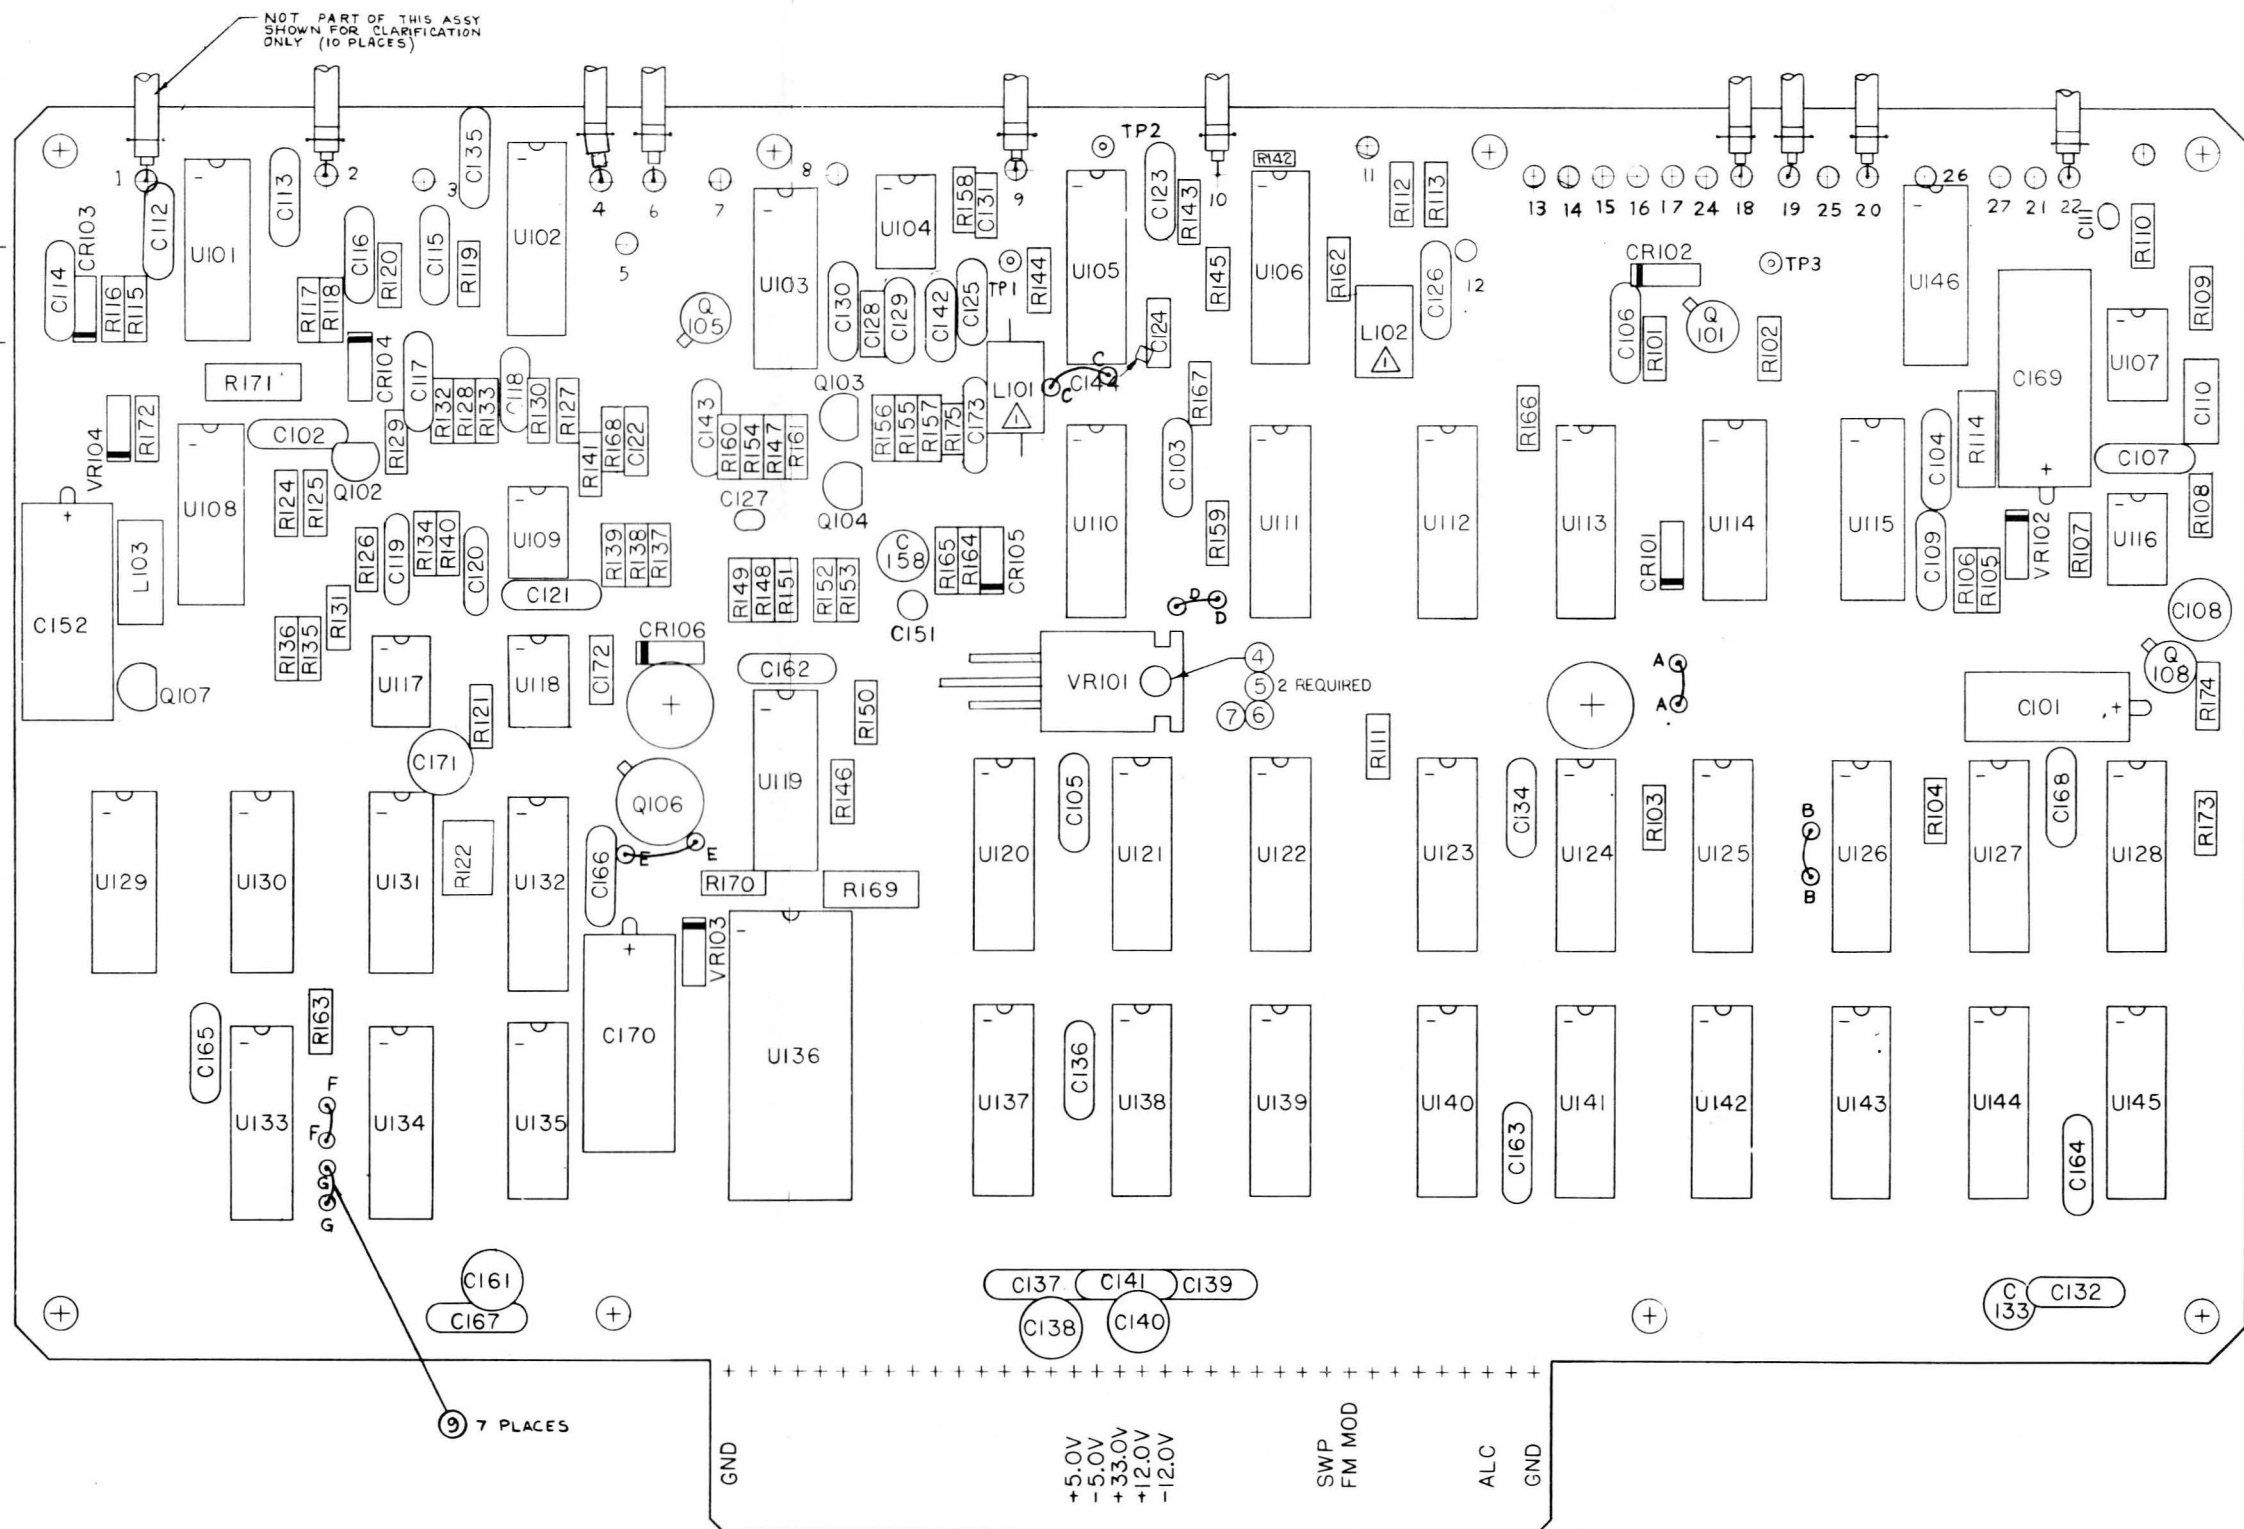 NOT PART OF THIS ASSY
SHOWN FOR CLARIFICATION
ONLY (10 PLACES)
1
2
3
4
5
6
7
8
9
10
11
12
13
14
15
16
17
24
18
19
25
20
26
27
21
22
TP2
TP1
TP3
C135
C113
C112
CR103
C114
R116
R115
U101
R117
R118
C116
R120
C115
R119
U102
Q
105
U103
U104
R158
C131
C130
C128
C129
C142
C125
R144
U105
C123
R143
R145
R142
U106
R162
R112
R113
C126
L102
1
C124
C144
C
C
L101
1
CR102
C106
R101
Q
101
R102
U146
C169
C111
R110
R109
U107
C110
R171
CR104
C117
R132
R128
R133
C118
R130
R127
R141
R168
C122
C143
R160
R154
R147
R161
Q103
Q104
R156
R155
R157
R175
C173
R167
C103
R166
VR104
R172
C102
R129
Q102
U108
R124
R125
R126
C119
R134
R140
C120
U109
C121
R139
R138
R137
C127
R149
R148
R151
R152
R153
C
158
C151
R165
R164
CR105
U110
R159
D
D
U111
U112
U113
CR101
U114
U115
C104
R114
C109
R106
R105
VR102
R107
C107
R108
U116
C108
C152
+
L103
Q107
R136
R135
R131
U117
R121
U118
C172
CR106
C162
R150
VR101
4
5
2 REQUIRED
7
6
R111
A
A
C101
+
Q
108
R174
C171
R122
Q106
U119
R146
E
E
C166
R170
R169
U120
C105
U121
U122
U123
C134
U124
R103
U125
B
B
U126
R104
U127
C168
U128
R173
U129
U130
U131
U132
VR103
C170
+
U136
C165
R163
U133
F
F
G
G
U134
U135
U137
C136
U138
U139
U140
C163
U141
U142
U143
U144
C164
U145
C161
C167
C137
C141
C139
C138
C140
C
133
C132
9
7 PLACES
GND
+5.0V
-5.0V
+33.0V
+12.0V
-12.0V
SWP
FM MOD
ALC
GND